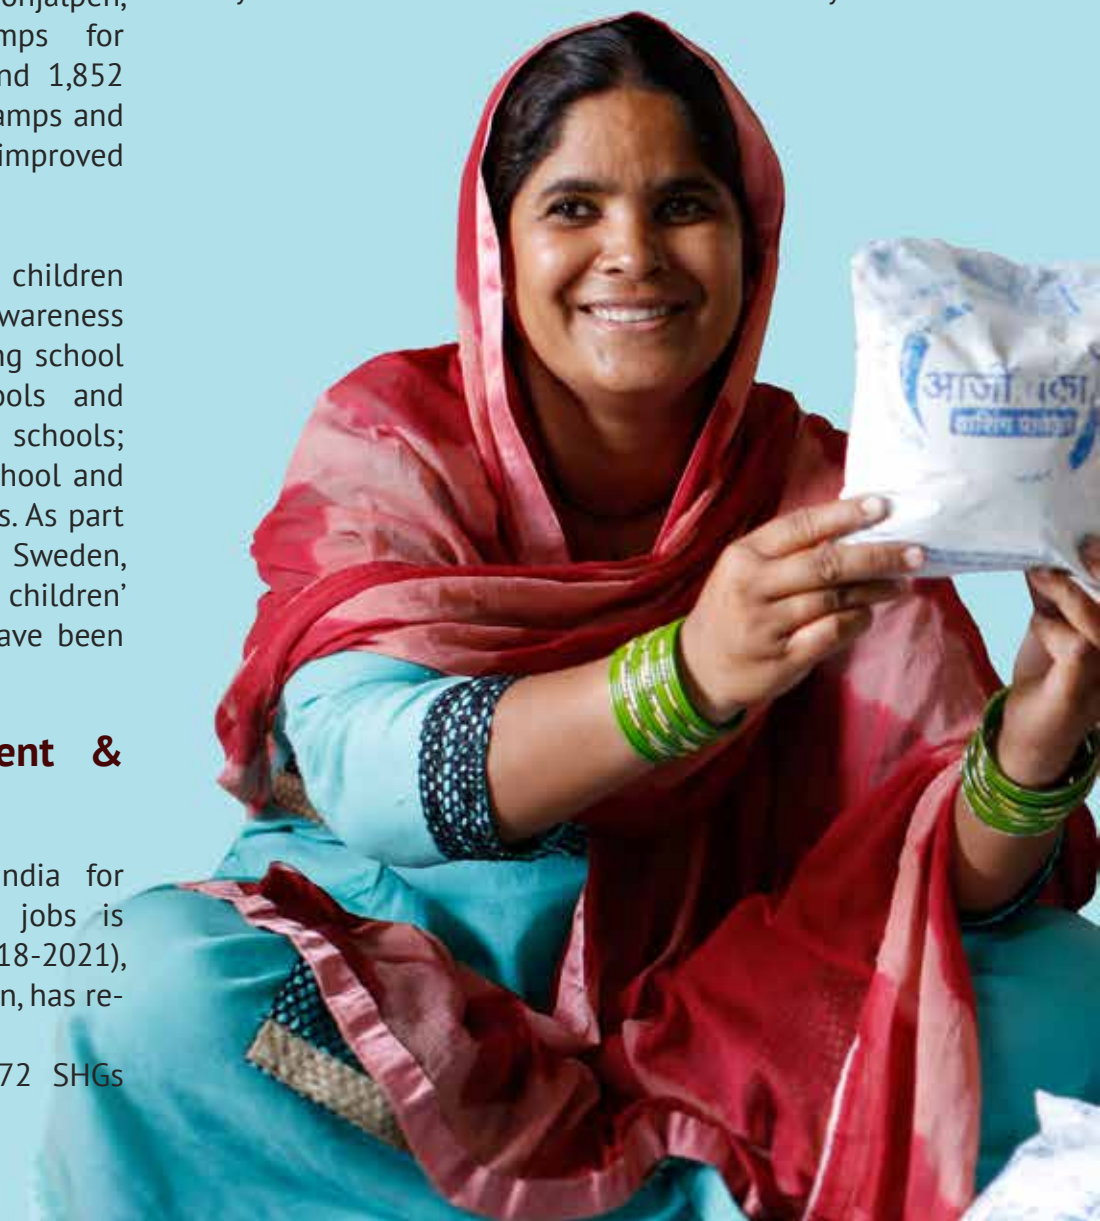 mps for
nd 1,852
amps and
improved
children
wareness
ng school
ools and
schools;
hool and
s. As part
Sweden,
children’
ave been
ent &
ndia for
jobs is
18-2021),
n, has re-
72 SHGs